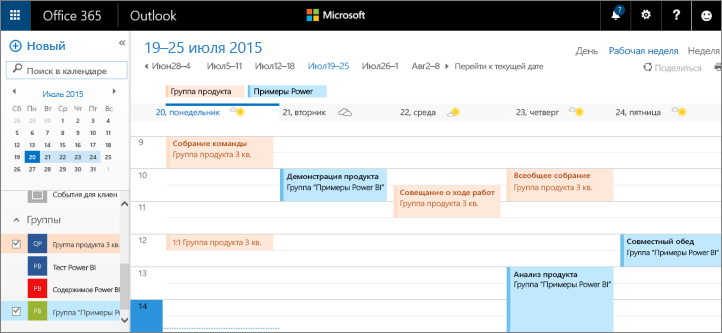 Office 365
Outlook
Microsoft
7
?
Новый
«
Поиск в календаре
Июль 2015
Сб Пн Вт Ср Чт Пт Вс
28 29 30 1 2 3 4
5 6 7 8 9 10 11
12 13 14 15 16 17 18
19 20 21 22 23 24 25
26 27 28 29 30 31 1
События для клиен
Группы
QP Группа продукта 3 кв.
PB Тест Power BI
PB Содержимое Power BI
PB Группа "Примеры Po
19–25 июля 2015
День Рабочая неделя Неделя
Июн28–4 Июл5–11 Июл12–18 Июл19–25 Июл26–1 Авг2–8 Перейти к текущей дате
Поделиться
Группа продукта
Примеры Power
20, понедельник 21, вторник 22, среда 23, четверг 24, пятница
9
10
11
12
13
14
Собрание команды
Группа продукта 3 кв.
Демонстрация продукта
Группа "Примеры Power BI"
Совещание о ходе работ
Группа продукта 3 кв.
Всеобщее собрание
Группа продукта 3 кв.
1:1 Группа продукта 3 кв.
Совместный обед
Группа "Примеры Power BI"
Анализ продукта
Группа "Примеры Power BI"